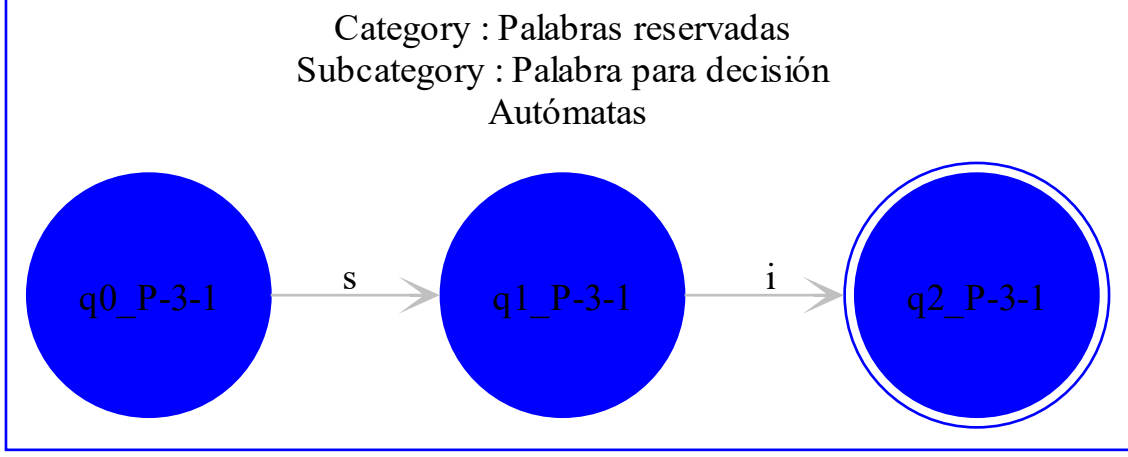 Category : Palabras reservadas
Subcategory : Palabra para decisión
Autómatas
s
i
q0_P-3-1
q1_P-3-1
q2_P-3-1